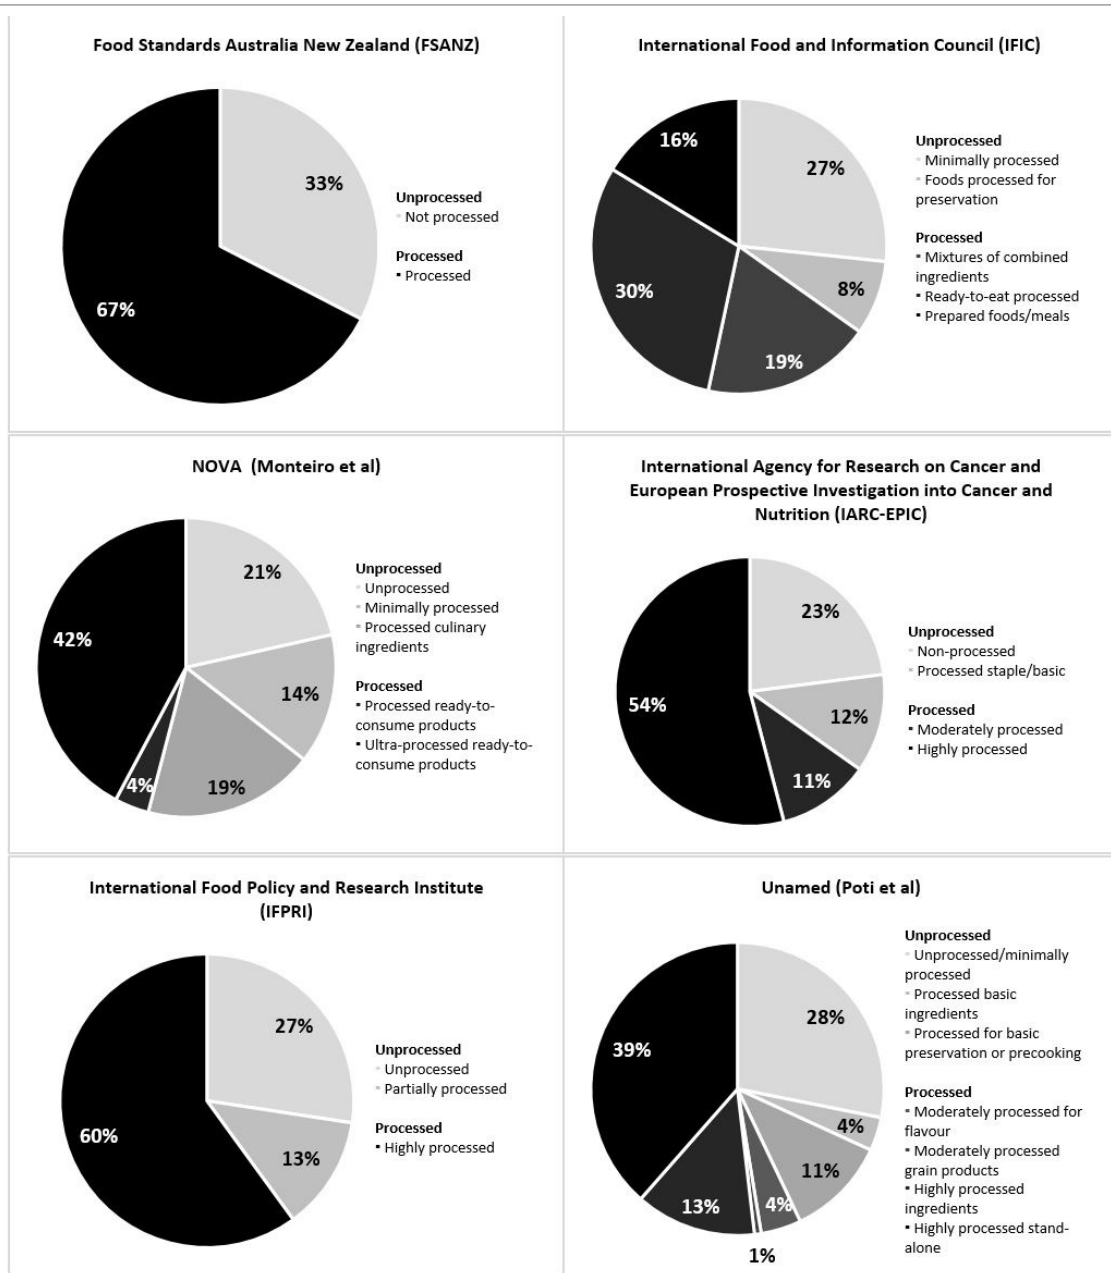 Food Standards Australia New Zealand (FSANZ)
33%
67%
Unprocessed
Not processed
Processed
Processed
International Food and Information Council (IFIC)
16%
27%
30%
8%
19%
Unprocessed
Minimally processed
Foods processed for
preservation
Processed
Mixtures of combined
ingredients
Ready-to-eat processed
Prepared foods/meals
NOVA (Monteiro et al)
21%
42%
14%
4%
19%
Unprocessed
Unprocessed
Minimally processed
Processed culinary
ingredients
Processed
Processed ready-to-
consume products
Ultra-processed ready-to-
consume products
International Agency for Research on Cancer and
European Prospective Investigation into Cancer and
Nutrition (IARC-EPIC)
23%
54%
12%
11%
Unprocessed
Non-processed
Processed staple/basic
Processed
Moderately processed
Highly processed
International Food Policy and Research Institute
(IFPRI)
27%
60%
13%
Unprocessed
Unprocessed
Partially processed
Processed
Highly processed
Unamed (Poti et al)
28%
39%
4%
11%
13%
4%
1%
Unprocessed
Unprocessed/minimally
processed
Processed basic
ingredients
Processed for basic
preservation or precooking
Processed
Moderately processed for
flavour
Moderately processed
grain products
Highly processed
ingredients
Highly processed stand-
alone